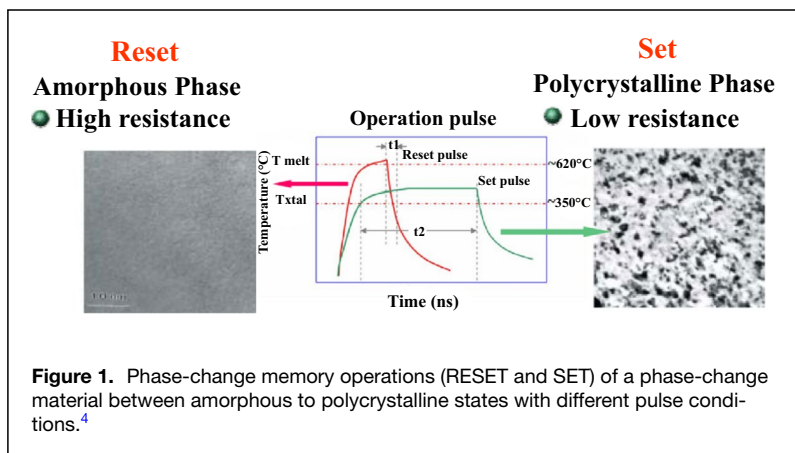 Reset
Amorphous Phase
High resistance
Set
Polycrystalline Phase
Low resistance
Operation pulse
t1
Reset pulse
T melt
~620°C
Set pulse
Txtal
~350°C
t2
Temperature (°C)
Time (ns)
Figure 1. Phase-change memory operations (RESET and SET) of a phase-change
material between amorphous to polycrystalline states with different pulse condi-
tions.4